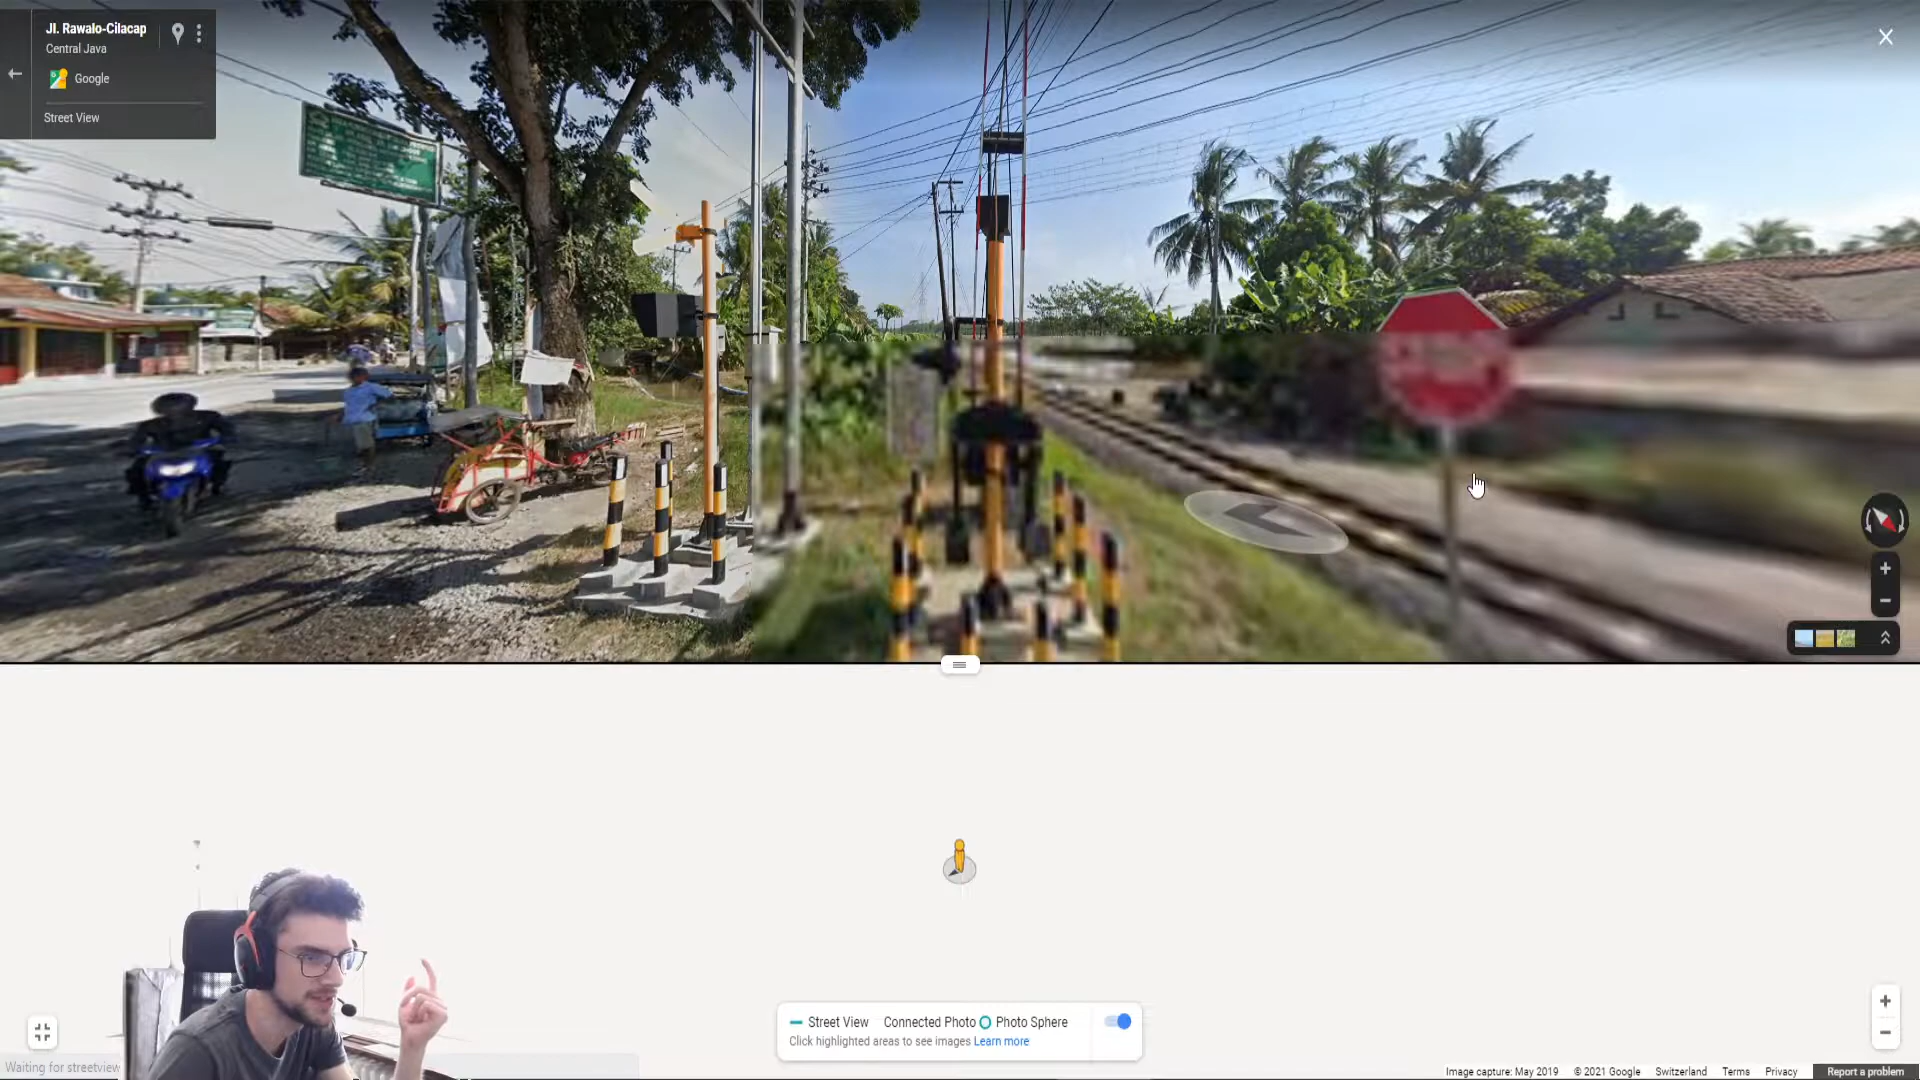 Jl. Rawalo-Cilacap
Central Java
Google
Street View
Street View Connected Photo Photo Sphere
Click highlighted areas to see images Learn more
Waiting for streetview
Image capture: May 2019 © 2021 Google Switzerland Terms Privacy Report a problem